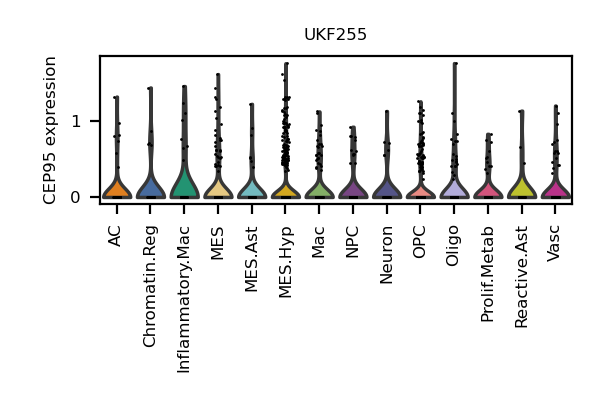 UKF255
CEP95 expression
1
0
AC
Chromatin.Reg
Inflammatory.Mac
MES
MES.Ast
MES.Hyp
Mac
NPC
Neuron
OPC
Oligo
Prolif.Metab
Reactive.Ast
Vasc